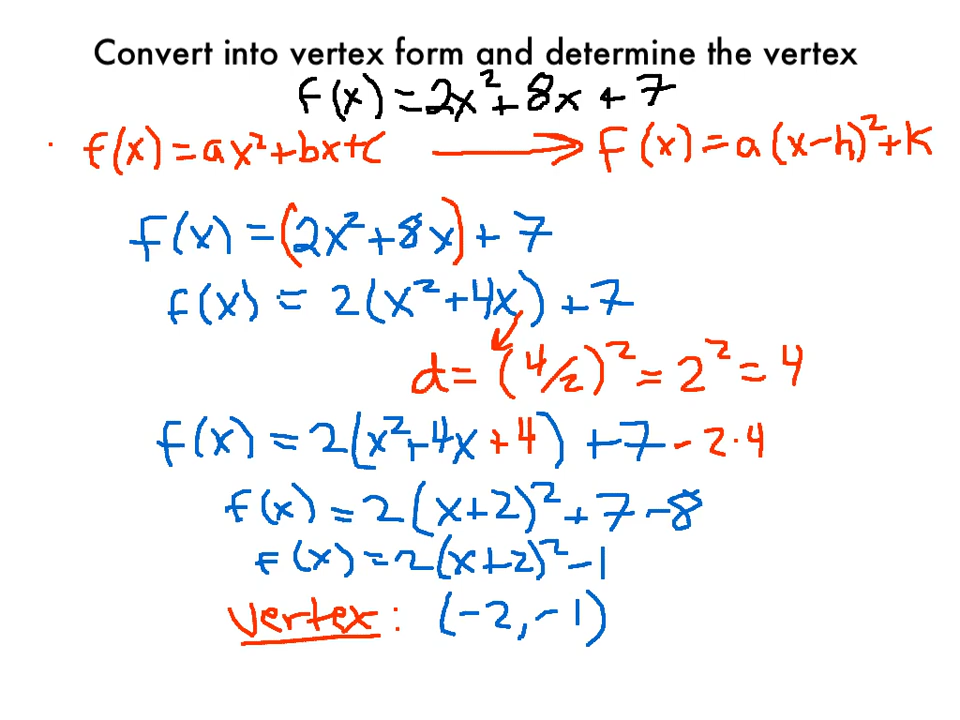 Convert into vertex form and determine the vertex
f(x) = 2x² + 8x + 7
f(x) = ax² + bx + c → F(x) = a(x-h)² + k
f(x) = (2x² + 8x) + 7
f(x) = 2(x² + 4x) + 7
d = (4/2)² = 2² = 4
f(x) = 2(x² + 4x + 4) + 7 - 2·4
f(x) = 2(x+2)² + 7 - 8
f(x) = 2(x+2)² - 1
vertex: (-2, -1)